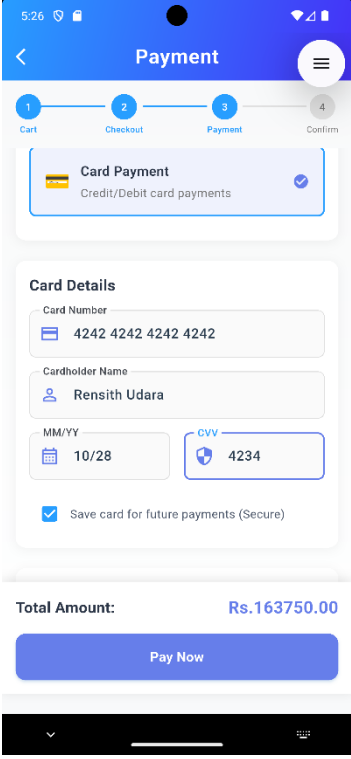 5:26
Payment
1
2
3
4
Cart
Checkout
Payment
Confirm
Card Payment
Credit/Debit card payments
Card Details
Card Number
4242 4242 4242 4242
Cardholder Name
Rensith Udara
MM/YY
CVV
10/28
4234
Save card for future payments (Secure)
Total Amount:
Rs.163750.00
Pay Now